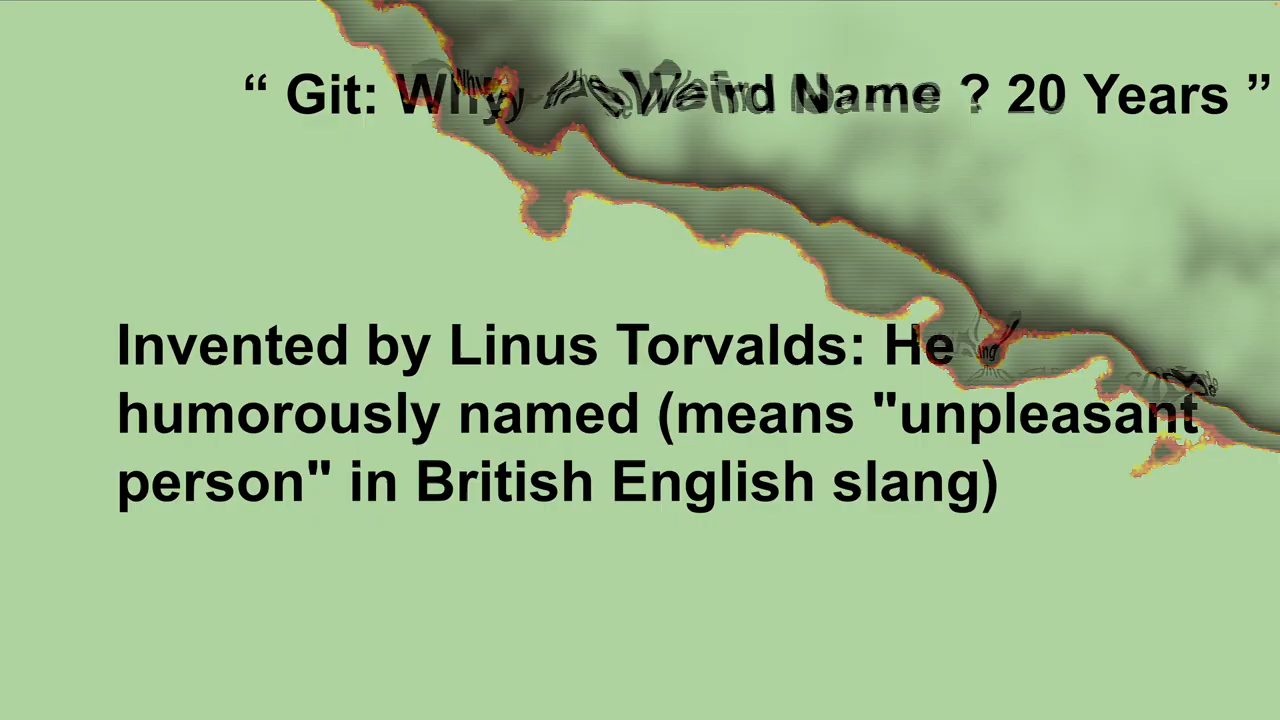 “ Git: Why the Weird Name ? 20 Years ”
Invented by Linus Torvalds: He
humorously named (means "unpleasant
person" in British English slang)